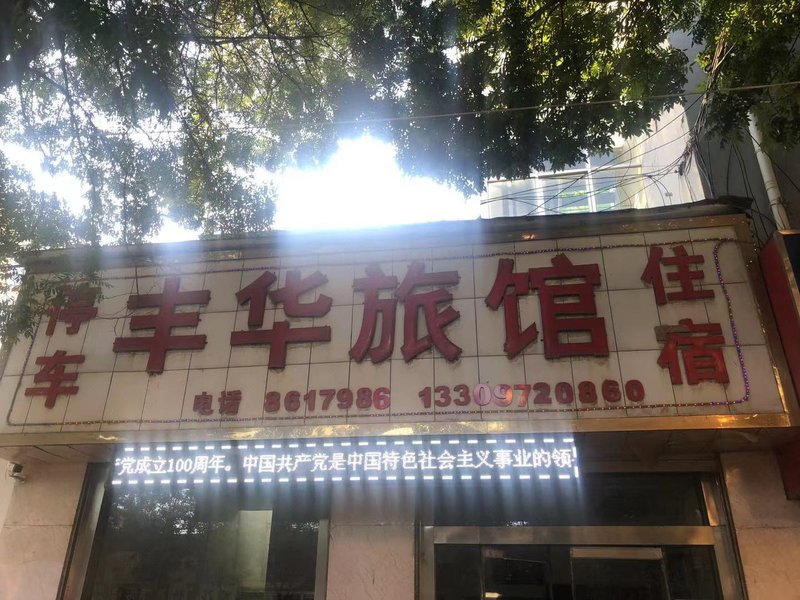 停车
丰华旅馆
住宿
电话 8617986 13309720860
党成立100周年。中国共产党是中国特色社会主义事业的领